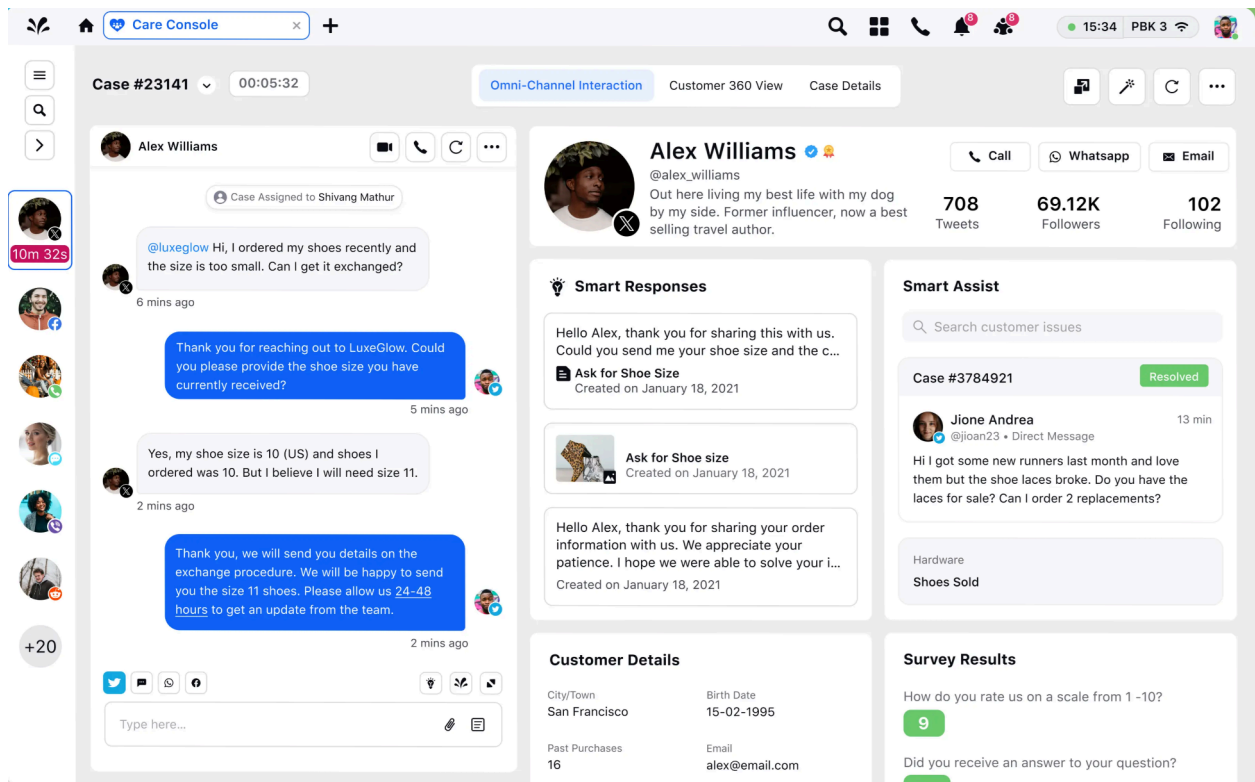 Care Console
8
8
15:34 PBK 3
Case #23141
00:05:32
Omni-Channel Interaction
Customer 360 View
Case Details
10m 32s
+20
Alex Williams
Case Assigned to Shivang Mathur
@luxeglow Hi, I ordered my shoes recently and
the size is too small. Can I get it exchanged?
6 mins ago
Thank you for reaching out to LuxeGlow. Could
you please provide the shoe size you have
currently received?
5 mins ago
Yes, my shoe size is 10 (US) and shoes I
ordered was 10. But I believe I will need size 11.
2 mins ago
Thank you, we will send you details on the
exchange procedure. We will be happy to send
you the size 11 shoes. Please allow us 24-48
hours to get an update from the team.
2 mins ago
Type here...
Alex Williams
@alex_williams
Out here living my best life with my dog
by my side. Former influencer, now a best
selling travel author.
Call
Whatsapp
Email
708
Tweets
69.12K
Followers
102
Following
Smart Responses
Hello Alex, thank you for sharing this with us.
Could you send me your shoe size and the c...
Ask for Shoe Size
Created on January 18, 2021
Ask for Shoe size
Created on January 18, 2021
Hello Alex, thank you for sharing your order
information with us. We appreciate your
patience. I hope we were able to solve your i...
Created on January 18, 2021
Smart Assist
Search customer issues
Case #3784921
Resolved
Jione Andrea
13 min
@jioan23 • Direct Message
Hi I got some new runners last month and love
them but the shoe laces broke. Do you have the
laces for sale? Can I order 2 replacements?
Hardware
Shoes Sold
Customer Details
City/Town
San Francisco
Birth Date
15-02-1995
Past Purchases
16
Email
alex@email.com
Survey Results
How do you rate us on a scale from 1 -10?
9
Did you receive an answer to your question?